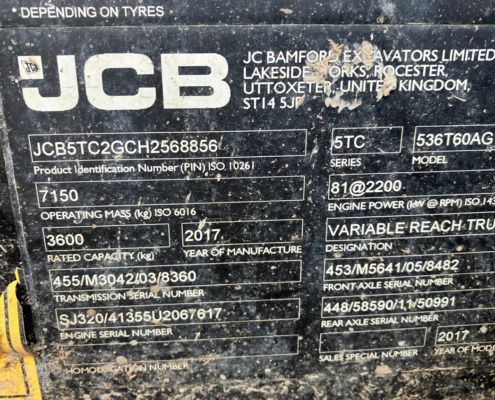 * DEPENDING ON TYRES
JCB
JC BAMFORD EXCAVATORS LIMITED
LAKESIDE WORKS, ROCESTER,
UTTOXETER, UNITED KINGDOM,
ST14 5JP
JCB5TC2GCH2568856
Product Identification Number (PIN) ISO 10261
5TC
SERIES
536T60AG
MODEL
7150
OPERATING MASS (kg) ISO 6016
81@2200
ENGINE POWER (kW @ RPM) ISO,143
3600
RATED CAPACITY (kg)
2017
YEAR OF MANUFACTURE
VARIABLE REACH TRU
DESIGNATION
455/M3042/03/8360
TRANSMISSION SERIAL NUMBER
453/M5641/05/8482
FRONT AXLE SERIAL NUMBER
SJ320/41355U2067617
ENGINE SERIAL NUMBER
448/58590/11/50991
REAR AXLE SERIAL NUMBER
HOMOLOGATION NUMBER
SALES SPECIAL NUMBER
2017
YEAR OF MODE